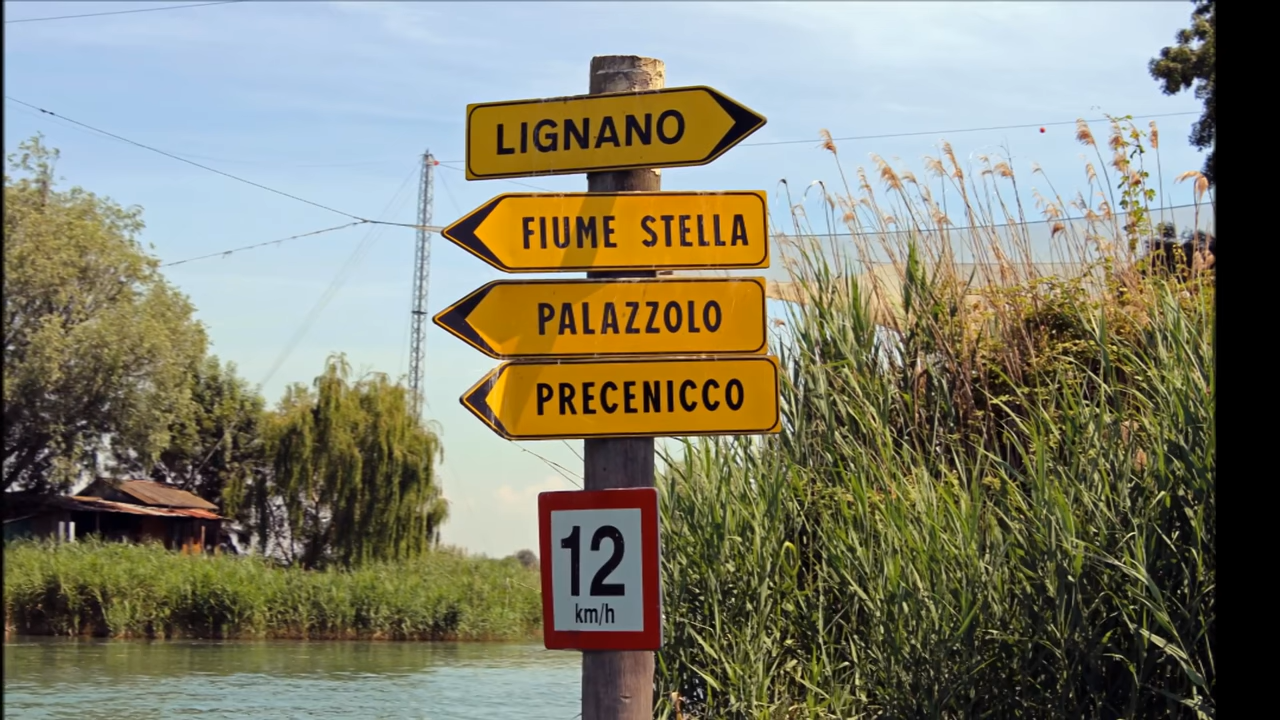 LIGNANO
FIUME STELLA
PALAZZOLO
PRECENICCO
12
km/h